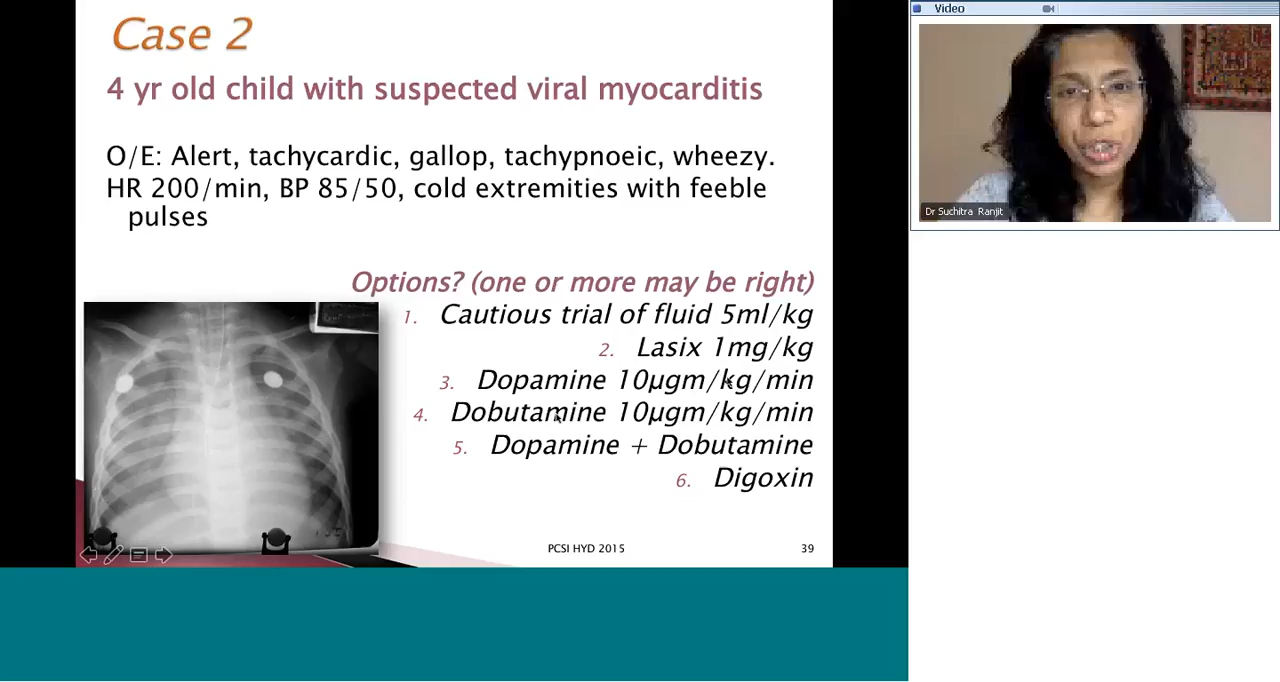 Case 2
4 yr old child with suspected viral myocarditis
O/E: Alert, tachycardic, gallop, tachypnoeic, wheezy.
HR 200/min, BP 85/50, cold extremities with feeble
pulses
Options? (one or more may be right)
1. Cautious trial of fluid 5ml/kg
2. Lasix 1mg/kg
3. Dopamine 10µgm/kg/min
4. Dobutamine 10µgm/kg/min
5. Dopamine + Dobutamine
6. Digoxin
PCSI HYD 2015
39
Video
Dr Suchitra Ranjit